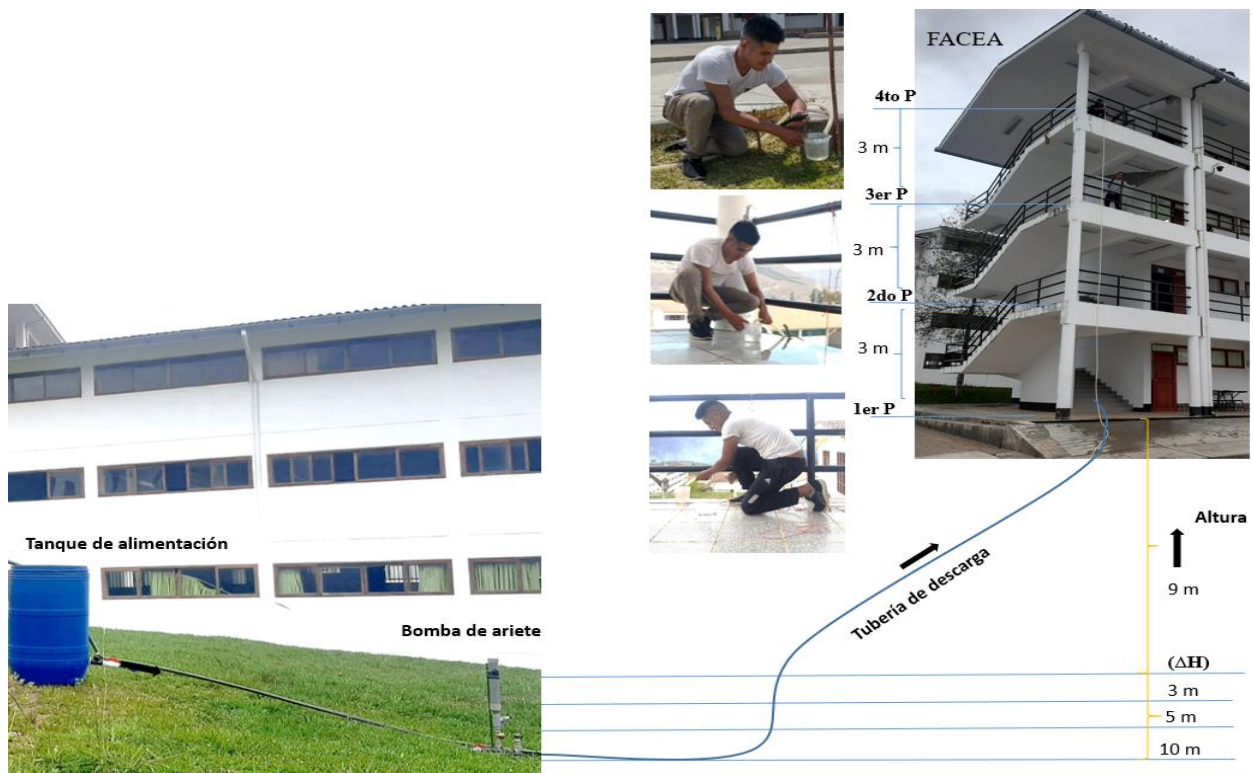 FACEA
4to P
3 m
3er P
3 m
2do P
3 m
1er P
Altura
9 m
Tubería de descarga
Tanque de alimentación
Bomba de ariete
(ΔH)
3 m
5 m
10 m